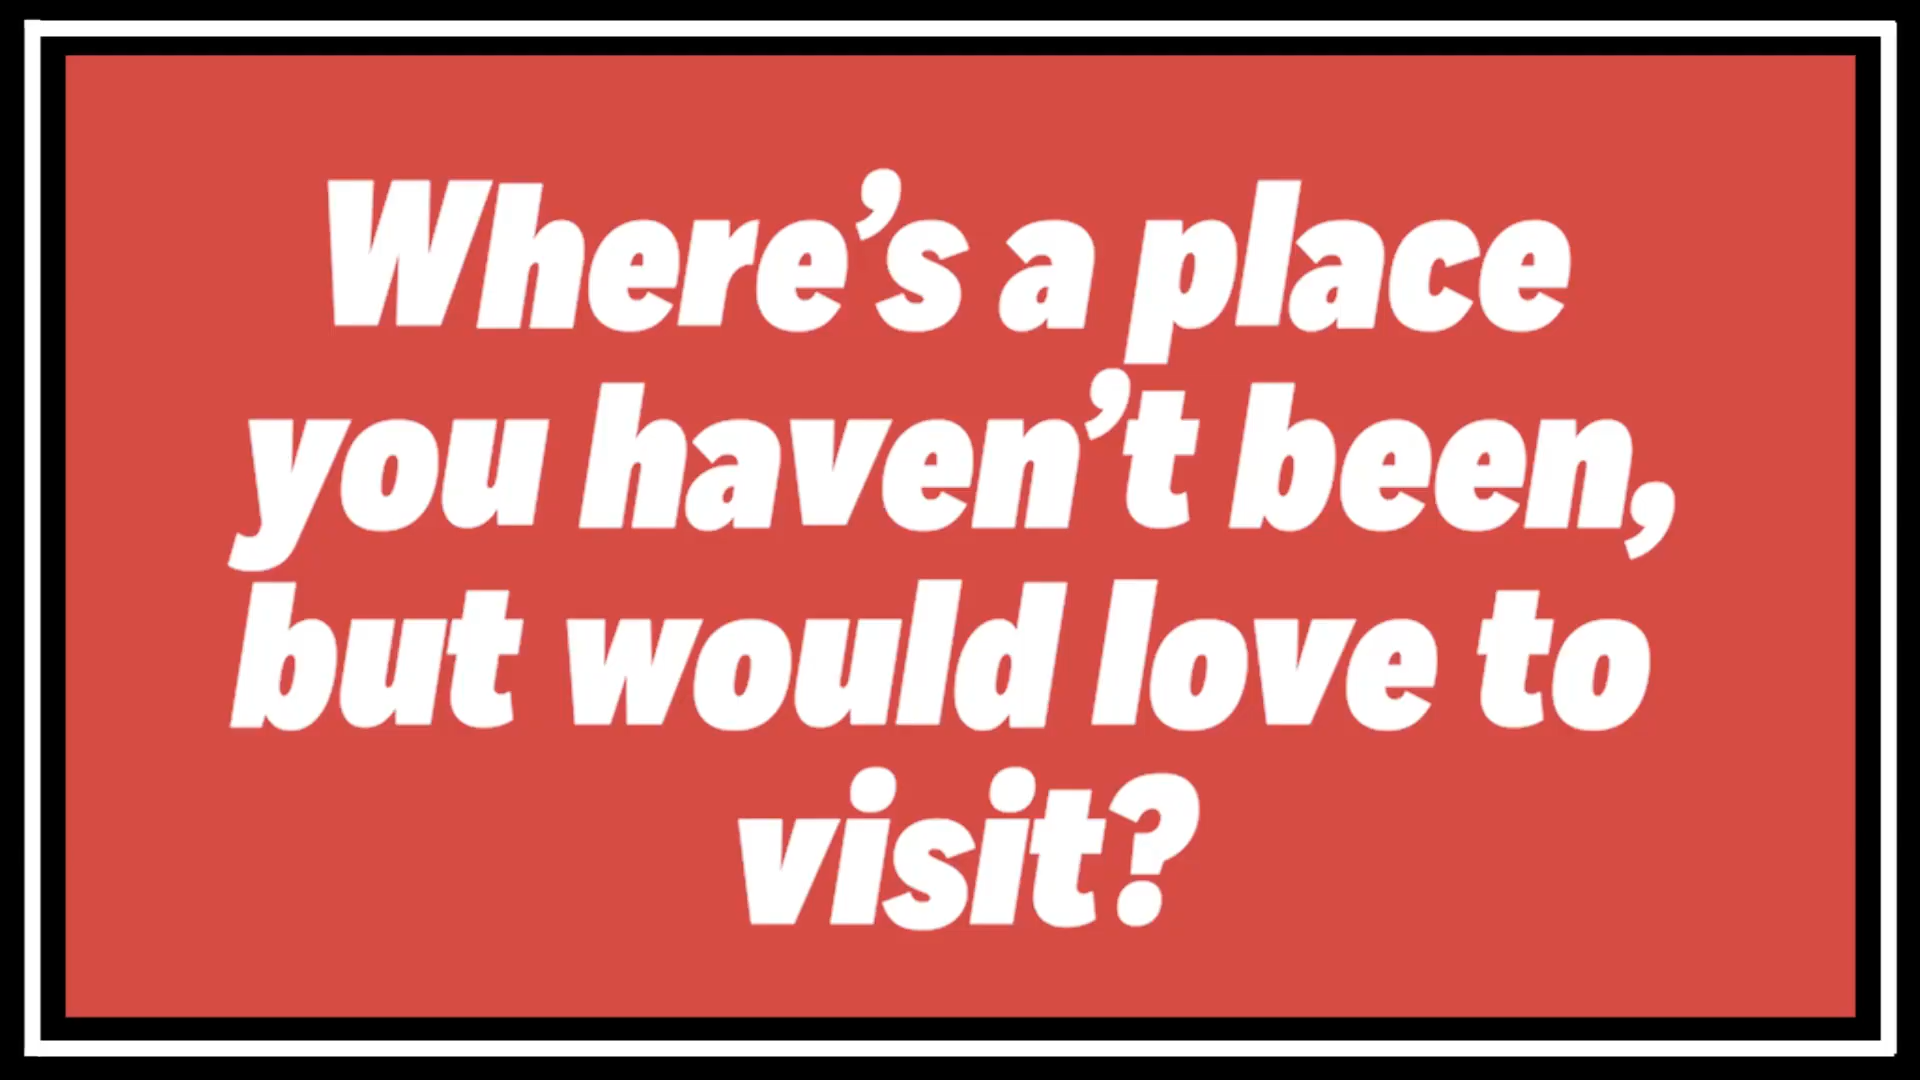 Where’s a place
you haven’t been,
but would love to
visit?